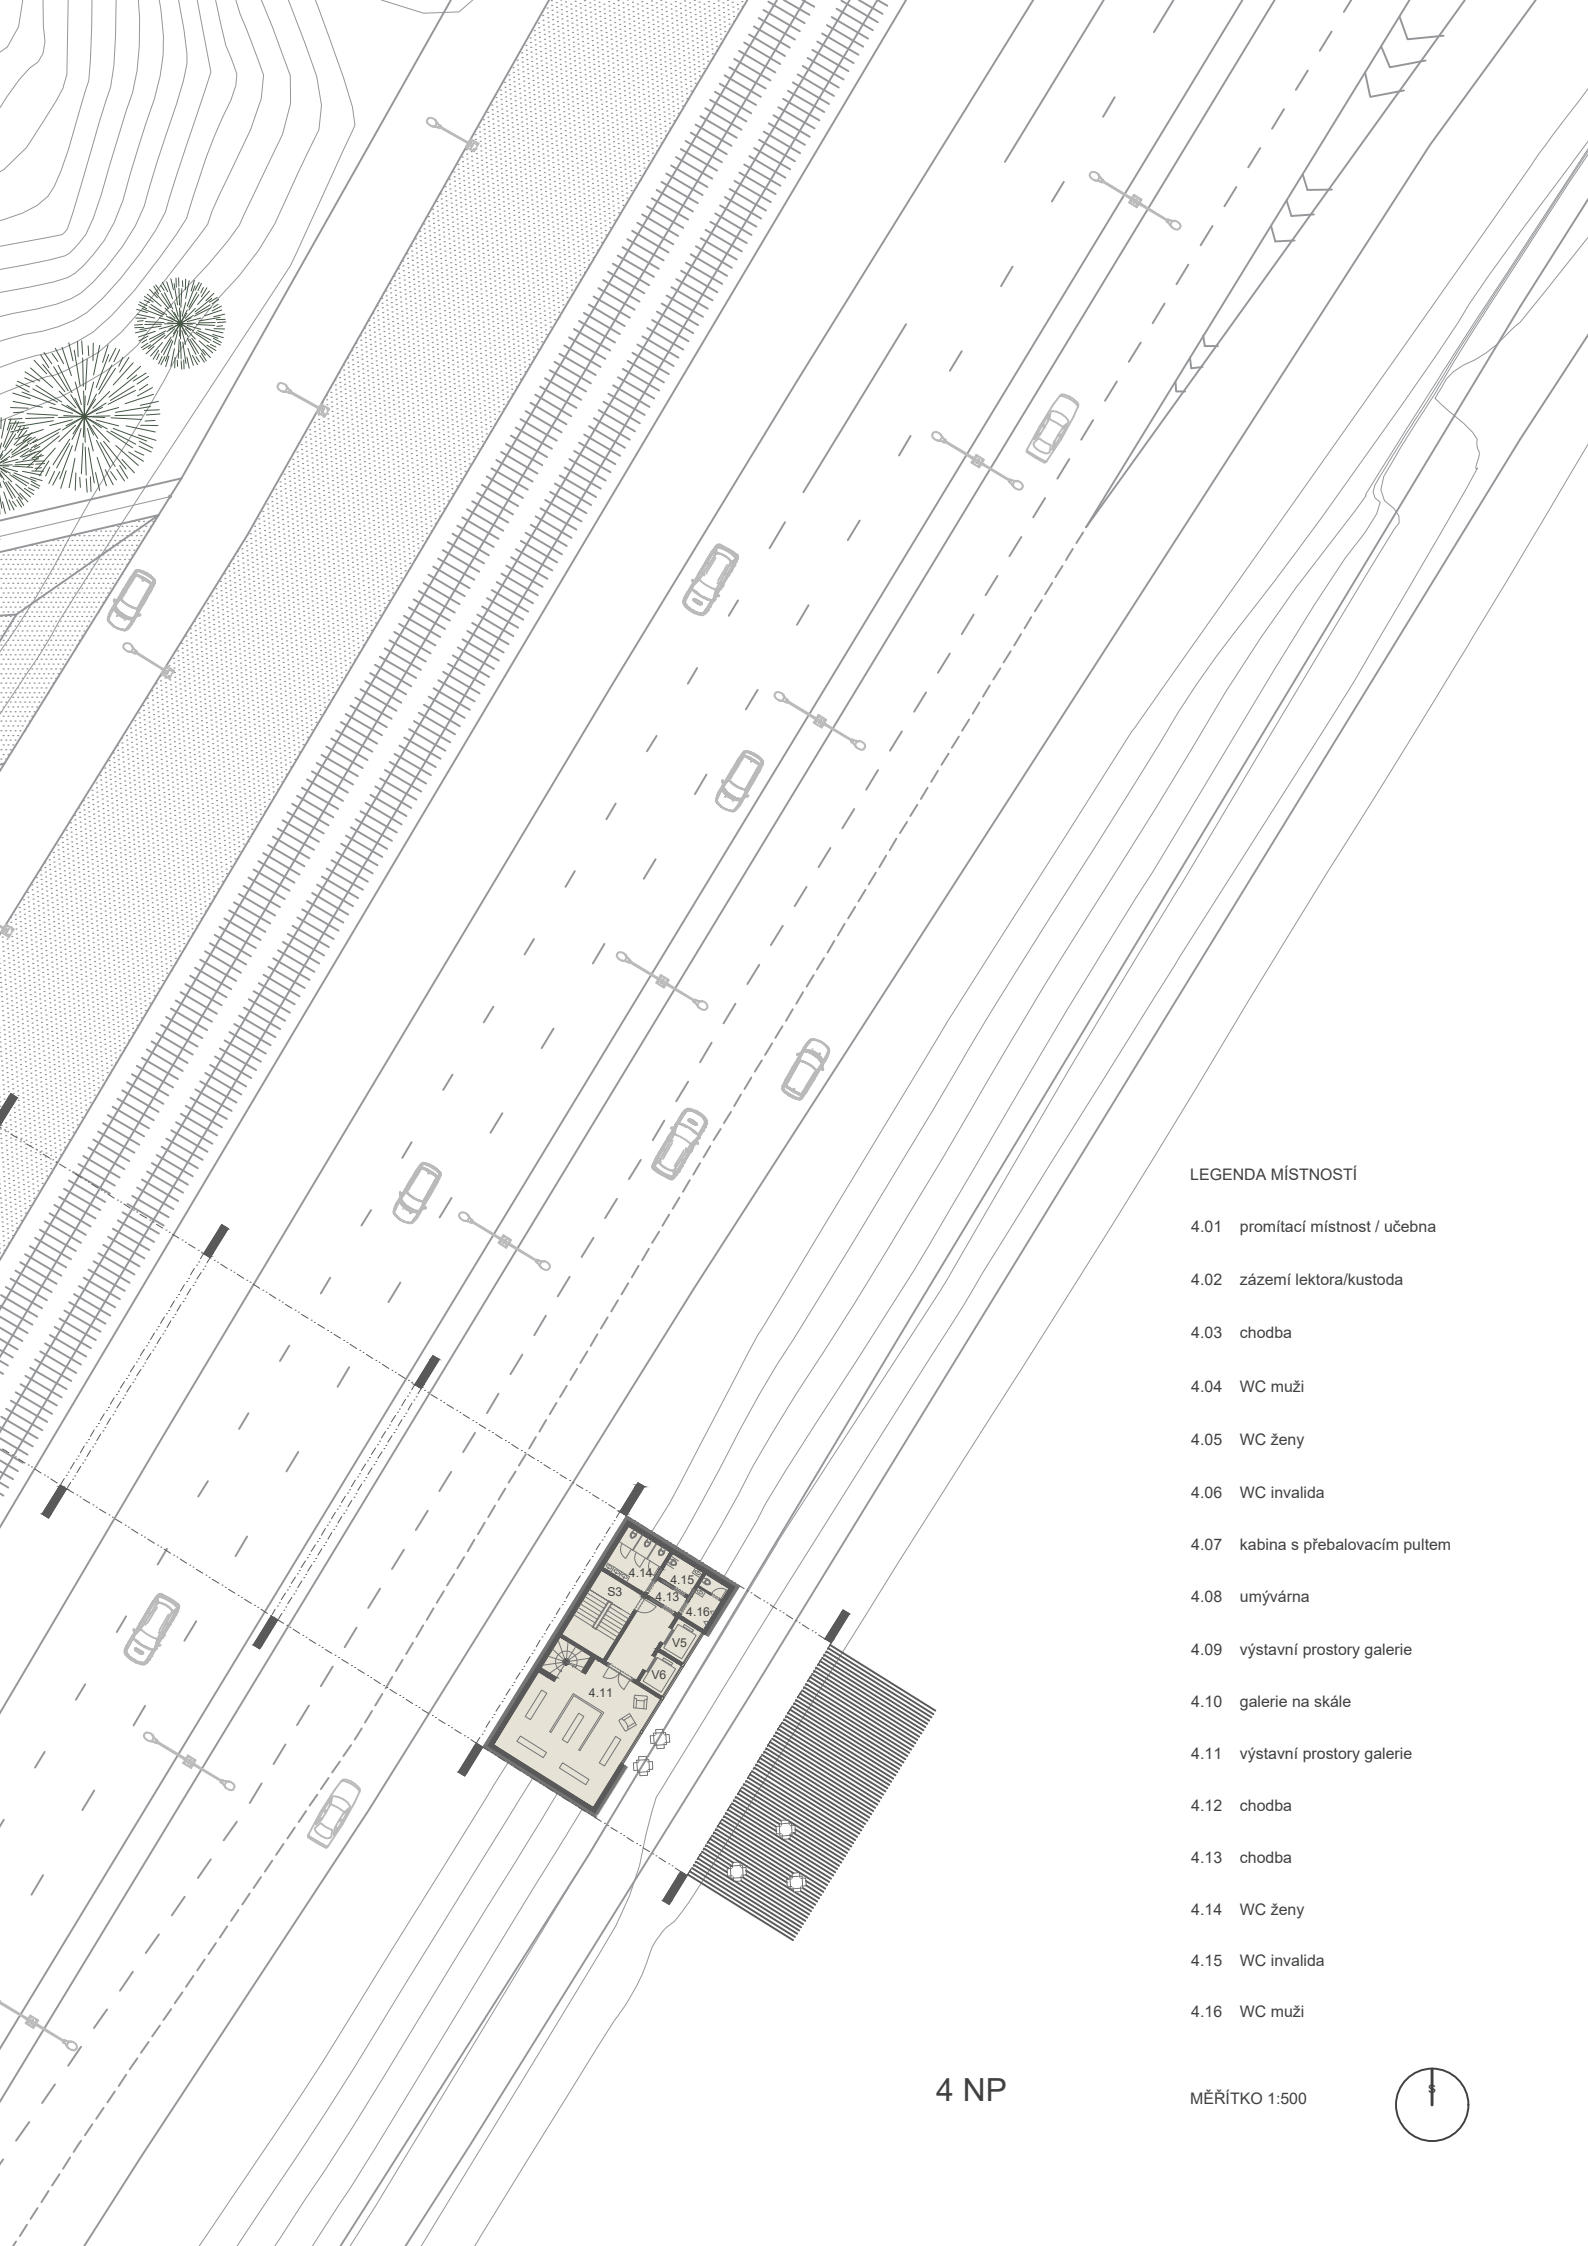 LEGENDA MÍSTNOSTÍ
4.01 promítací místnost / učebna
4.02 zázemí lektora/kustoda
4.03 chodba
4.04 WC muži
4.05 WC ženy
4.06 WC invalida
4.07 kabina s přebalovacím pultem
4.08 umývárna
4.09 výstavní prostory galerie
4.10 galerie na skále
4.11 výstavní prostory galerie
4.12 chodba
4.13 chodba
4.14 WC ženy
4.15 WC invalida
4.16 WC muži
4.14
4.15
S3
4.13
4.16
V5
V6
4.11
4 NP
MĚŘÍTKO 1:500
S